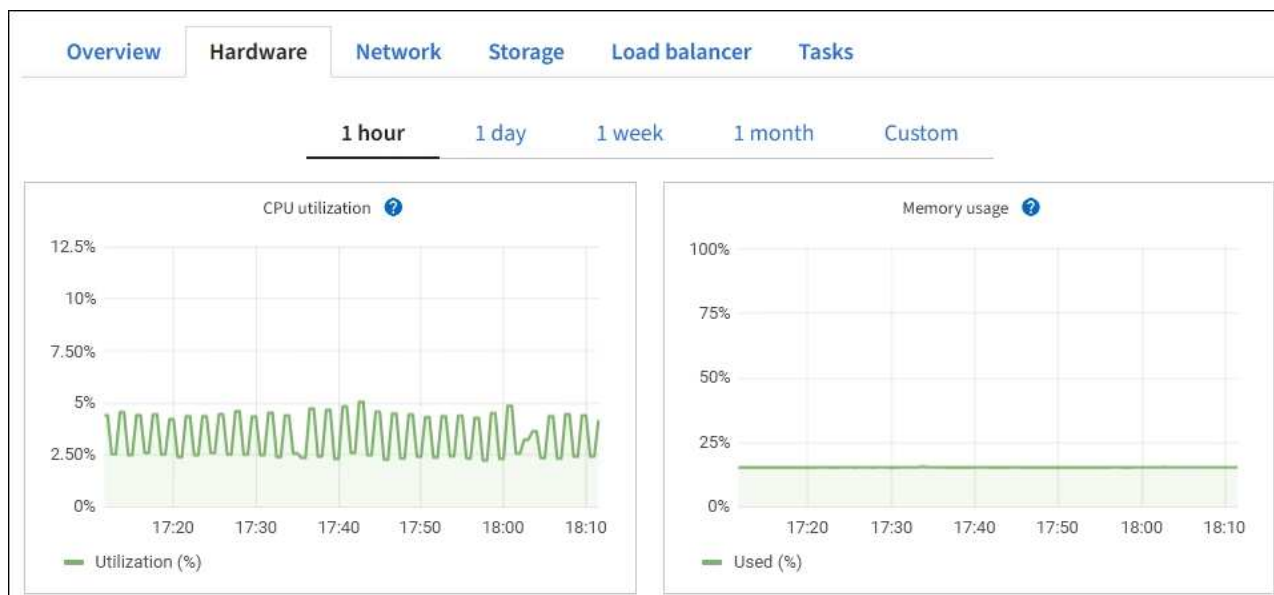 Overview Hardware Network Storage Load balancer Tasks
1 hour 1 day 1 week 1 month Custom
CPU utilization ?
12.5%
10%
7.50%
5%
2.50%
0%
17:20 17:30 17:40 17:50 18:00 18:10
Utilization (%)
Memory usage ?
100%
75%
50%
25%
0%
17:20 17:30 17:40 17:50 18:00 18:10
Used (%)